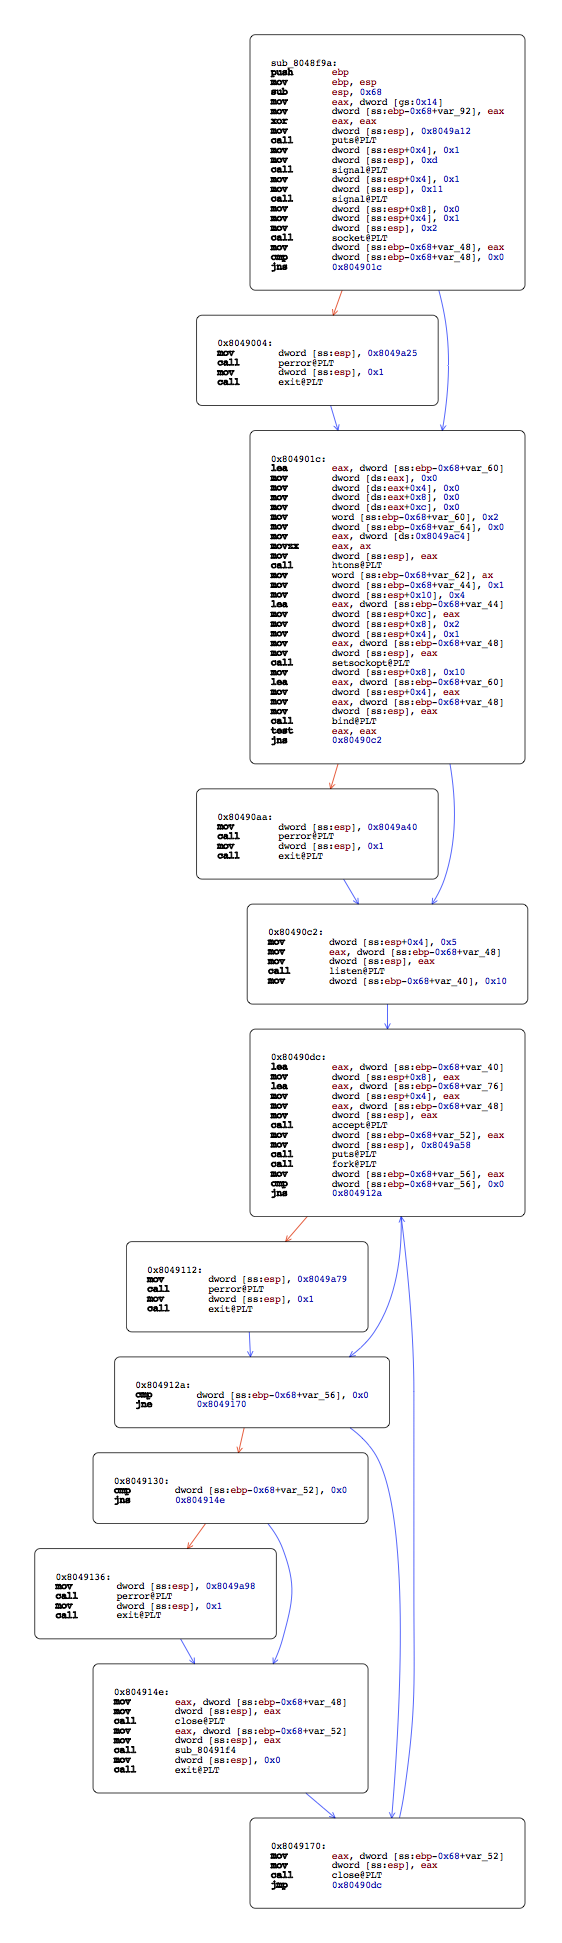 sub_8048f9a:
push ebp
mov ebp, esp
sub esp, 0x68
mov eax, dword [gs:0x14]
mov dword [ss:ebp-0x68+var_92], eax
xor eax, eax
mov dword [ss:esp], 0x8049a12
call puts@PLT
mov dword [ss:esp+0x4], 0x1
mov dword [ss:esp], 0xd
call signal@PLT
mov dword [ss:esp+0x4], 0x1
mov dword [ss:esp], 0x11
call signal@PLT
mov dword [ss:esp+0x8], 0x0
mov dword [ss:esp+0x4], 0x1
mov dword [ss:esp], 0x2
call socket@PLT
mov dword [ss:ebp-0x68+var_48], eax
cmp dword [ss:ebp-0x68+var_48], 0x0
jns 0x804901c
0x8049004:
mov dword [ss:esp], 0x8049a25
call perror@PLT
mov dword [ss:esp], 0x1
call exit@PLT
0x804901c:
lea eax, dword [ss:ebp-0x68+var_60]
mov dword [ds:eax], 0x0
mov dword [ds:eax+0x4], 0x0
mov dword [ds:eax+0x8], 0x0
mov dword [ds:eax+0xc], 0x0
mov word [ss:ebp-0x68+var_60], 0x2
mov dword [ss:ebp-0x68+var_64], 0x0
mov eax, dword [ds:0x8049ac4]
movsx eax, ax
mov dword [ss:esp], eax
call htons@PLT
mov word [ss:ebp-0x68+var_62], ax
mov dword [ss:ebp-0x68+var_44], 0x1
mov dword [ss:esp+0x10], 0x4
lea eax, dword [ss:ebp-0x68+var_44]
mov dword [ss:esp+0xc], eax
mov dword [ss:esp+0x8], 0x2
mov dword [ss:esp+0x4], 0x1
mov eax, dword [ss:ebp-0x68+var_48]
mov dword [ss:esp], eax
call setsockopt@PLT
mov dword [ss:esp+0x8], 0x10
lea eax, dword [ss:ebp-0x68+var_60]
mov dword [ss:esp+0x4], eax
mov eax, dword [ss:ebp-0x68+var_48]
mov dword [ss:esp], eax
call bind@PLT
test eax, eax
jns 0x80490c2
0x80490aa:
mov dword [ss:esp], 0x8049a40
call perror@PLT
mov dword [ss:esp], 0x1
call exit@PLT
0x80490c2:
mov dword [ss:esp+0x4], 0x5
mov eax, dword [ss:ebp-0x68+var_48]
mov dword [ss:esp], eax
call listen@PLT
mov dword [ss:ebp-0x68+var_40], 0x10
0x80490dc:
lea eax, dword [ss:ebp-0x68+var_40]
mov dword [ss:esp+0x8], eax
lea eax, dword [ss:ebp-0x68+var_76]
mov dword [ss:esp+0x4], eax
mov eax, dword [ss:ebp-0x68+var_48]
mov dword [ss:esp], eax
call accept@PLT
mov dword [ss:ebp-0x68+var_52], eax
mov dword [ss:esp], 0x8049a58
call puts@PLT
call fork@PLT
mov dword [ss:ebp-0x68+var_56], eax
cmp dword [ss:ebp-0x68+var_56], 0x0
jns 0x804912a
0x8049112:
mov dword [ss:esp], 0x8049a79
call perror@PLT
mov dword [ss:esp], 0x1
call exit@PLT
0x804912a:
cmp dword [ss:ebp-0x68+var_56], 0x0
jne 0x8049170
0x8049130:
cmp dword [ss:ebp-0x68+var_52], 0x0
jns 0x804914e
0x8049136:
mov dword [ss:esp], 0x8049a98
call perror@PLT
mov dword [ss:esp], 0x1
call exit@PLT
0x804914e:
mov eax, dword [ss:ebp-0x68+var_48]
mov dword [ss:esp], eax
call close@PLT
mov eax, dword [ss:ebp-0x68+var_52]
mov dword [ss:esp], eax
call sub_80491f4
mov dword [ss:esp], 0x0
call exit@PLT
0x8049170:
mov eax, dword [ss:ebp-0x68+var_52]
mov dword [ss:esp], eax
call close@PLT
jmp 0x80490dc